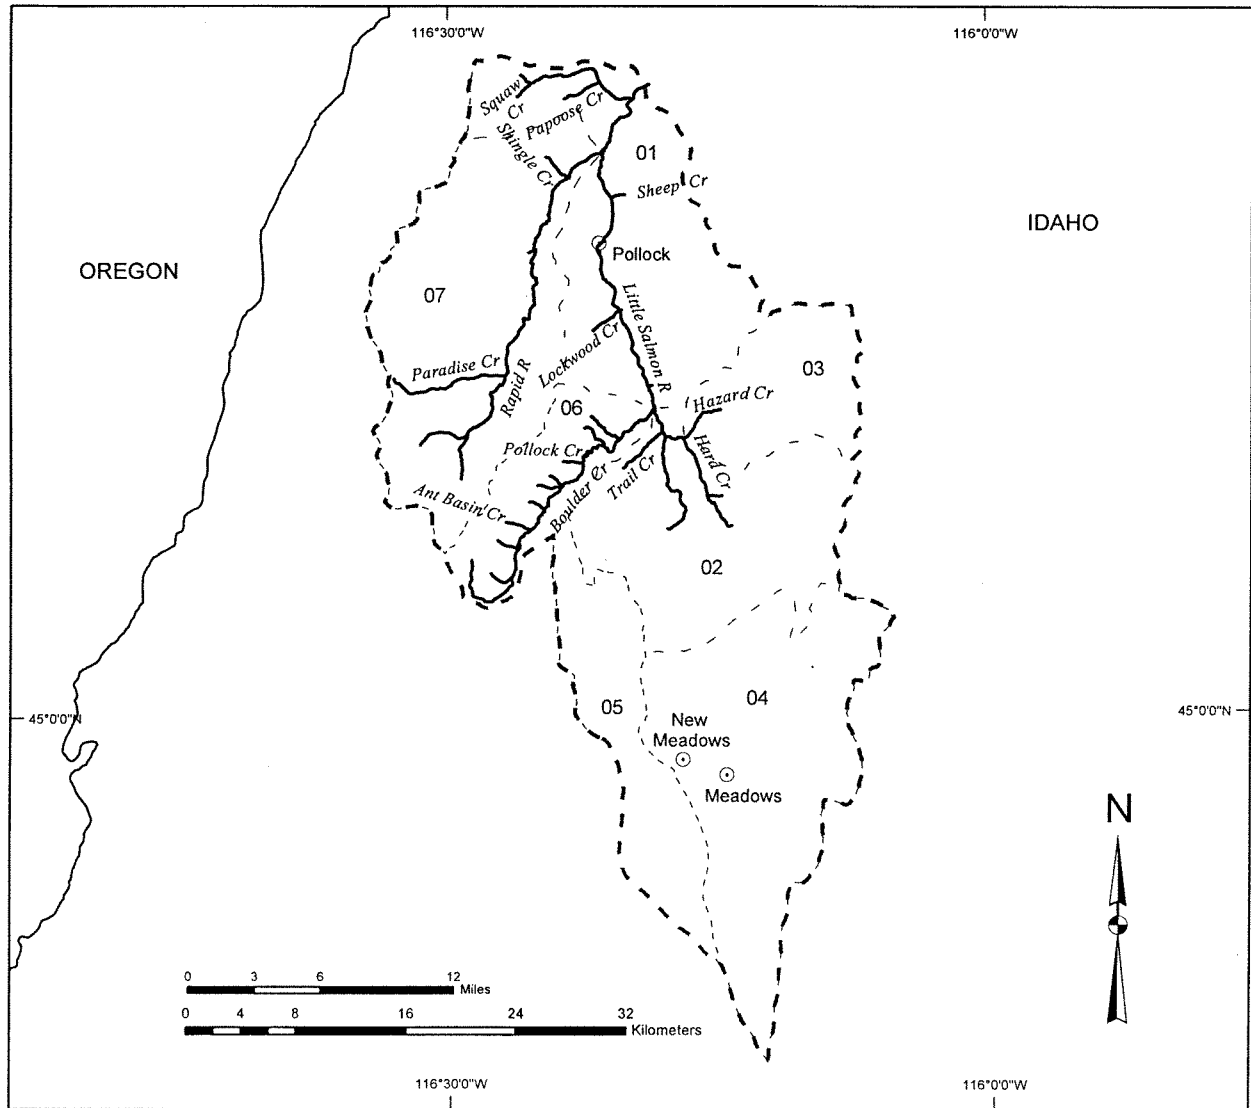 116°30'0"W
116°0'0"W
Squaw
Cr
Papoose Cr
Shingle Cr
01
Sheep Cr
IDAHO
OREGON
Pollock
07
Little Salmon R
Lockwood Cr
Paradise Cr
Rapid R
03
06
Hazard Cr
Pollock Cr
Hard Cr
Trail Cr
Boulder Cr
Ant Basin Cr
02
05
04
45°0'0"N
45°0'0"N
New
Meadows
Meadows
N
0 3 6 12
Miles
0 2 4 8 16 24 32
Kilometers
116°30'0"W
116°0'0"W